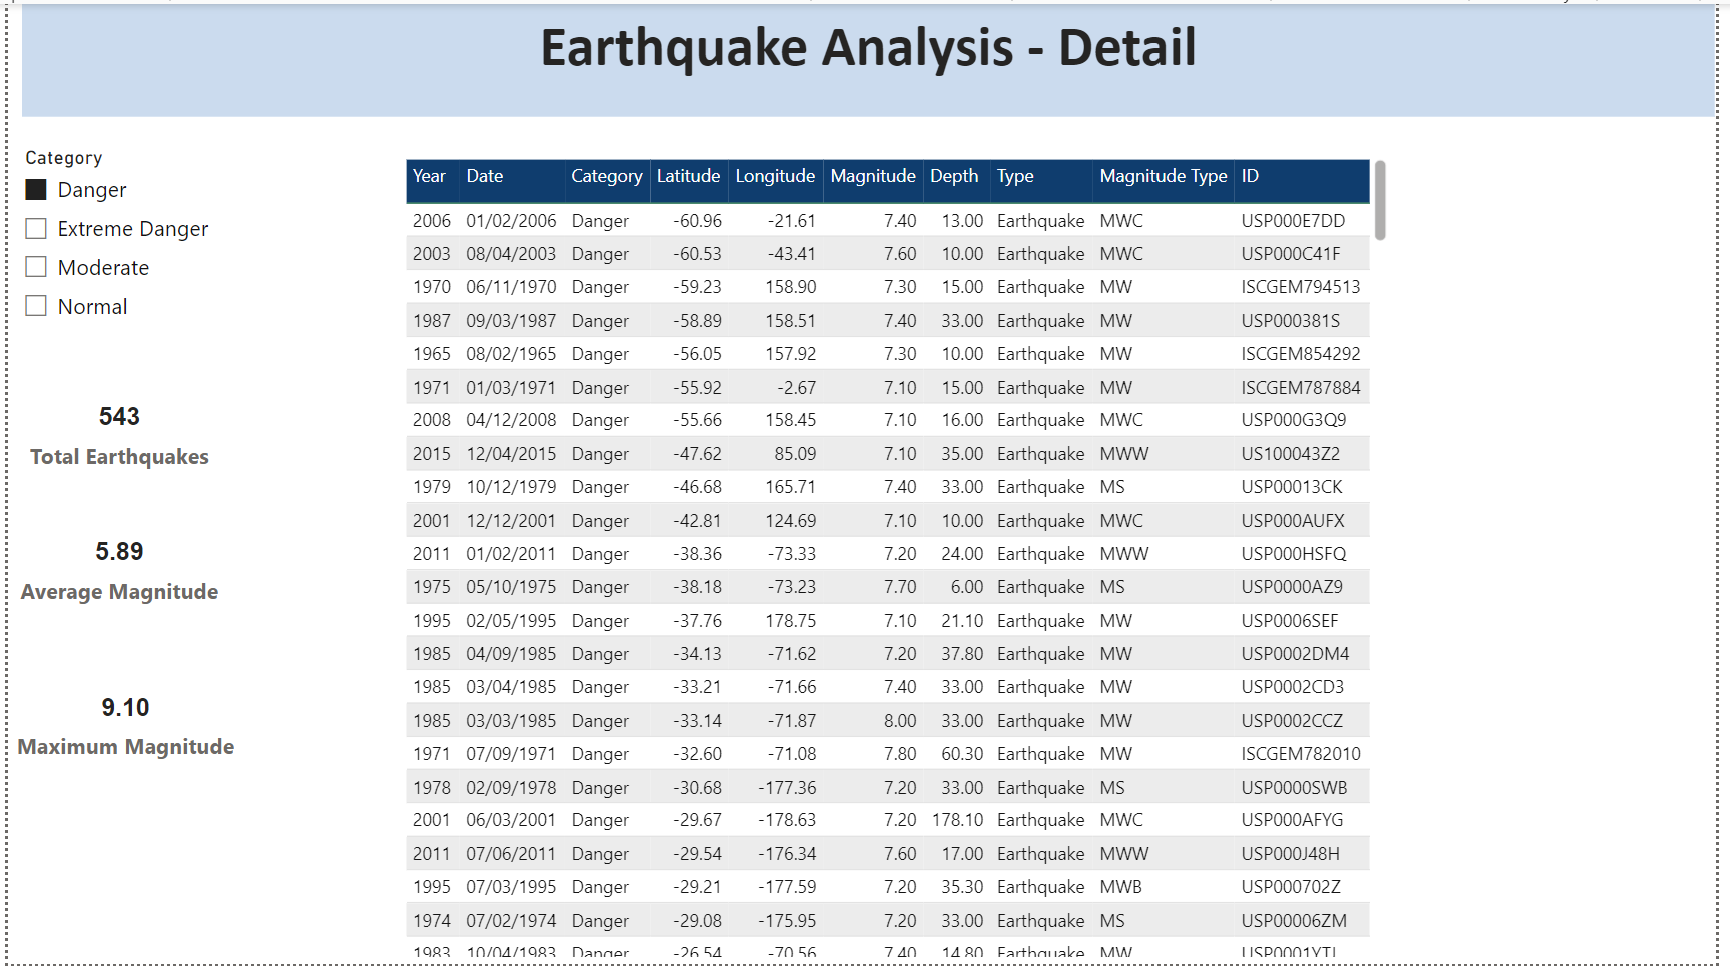 Earthquake Analysis - Detail
Category
Danger
Extreme Danger
Moderate
Normal
543
Total Earthquakes
5.89
Average Magnitude
9.10
Maximum Magnitude
Year Date Category Latitude Longitude Magnitude Depth Type Magnitude Type ID
2006 01/02/2006 Danger -60.96 -21.61 7.40 13.00 Earthquake MWC USP000E7DD
2003 08/04/2003 Danger -60.53 -43.41 7.60 10.00 Earthquake MWC USP000C41F
1970 06/11/1970 Danger -59.23 158.90 7.30 15.00 Earthquake MW ISCGEM794513
1987 09/03/1987 Danger -58.89 158.51 7.40 33.00 Earthquake MW USP000381S
1965 08/02/1965 Danger -56.05 157.92 7.30 10.00 Earthquake MW ISCGEM854292
1971 01/03/1971 Danger -55.92 -2.67 7.10 15.00 Earthquake MW ISCGEM787884
2008 04/12/2008 Danger -55.66 158.45 7.10 16.00 Earthquake MWC USP000G3Q9
2015 12/04/2015 Danger -47.62 85.09 7.10 35.00 Earthquake MWW US100043Z2
1979 10/12/1979 Danger -46.68 165.71 7.40 33.00 Earthquake MS USP00013CK
2001 12/12/2001 Danger -42.81 124.69 7.10 10.00 Earthquake MWC USP000AUFX
2011 01/02/2011 Danger -38.36 -73.33 7.20 24.00 Earthquake MWW USP000HSFQ
1975 05/10/1975 Danger -38.18 -73.23 7.70 6.00 Earthquake MS USP0000AZ9
1995 02/05/1995 Danger -37.76 178.75 7.10 21.10 Earthquake MW USP0006SEF
1985 04/09/1985 Danger -34.13 -71.62 7.20 37.80 Earthquake MW USP0002DM4
1985 03/04/1985 Danger -33.21 -71.66 7.40 33.00 Earthquake MW USP0002CD3
1985 03/03/1985 Danger -33.14 -71.87 8.00 33.00 Earthquake MW USP0002CCZ
1971 07/09/1971 Danger -32.60 -71.08 7.80 60.30 Earthquake MW ISCGEM782010
1978 02/09/1978 Danger -30.68 -177.36 7.20 33.00 Earthquake MS USP0000SWB
2001 06/03/2001 Danger -29.67 -178.63 7.20 178.10 Earthquake MWC USP000AFYG
2011 07/06/2011 Danger -29.54 -176.34 7.60 17.00 Earthquake MWW USP000J48H
1995 07/03/1995 Danger -29.21 -177.59 7.20 35.30 Earthquake MWB USP000702Z
1974 07/02/1974 Danger -29.08 -175.95 7.20 33.00 Earthquake MS USP00006ZM
1983 10/04/1983 Danger -26.54 -70.56 7.40 14.80 Earthquake MW